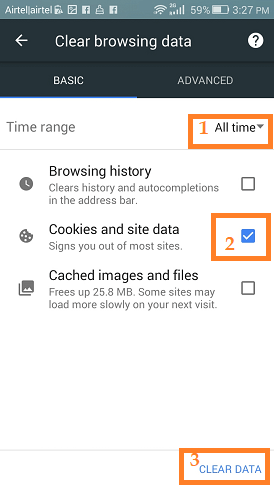 Airtel|airtel 3G 59% 3:27 PM
Clear browsing data ?
BASIC ADVANCED
Time range 1 All time
Browsing history
Clears history and autocompletions
in the address bar.
Cookies and site data
Signs you out of most sites.
2
Cached images and files
Frees up 25.8 MB. Some sites may
load more slowly on your next visit.
3
CLEAR DATA